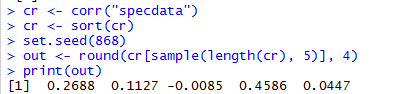 > cr <- corr("specdata")
> cr <- sort(cr)
> set.seed(868)
> out <- round(cr[sample(length(cr), 5)], 4)
> print(out)
[1]  0.2688  0.1127 -0.0085  0.4586  0.0447